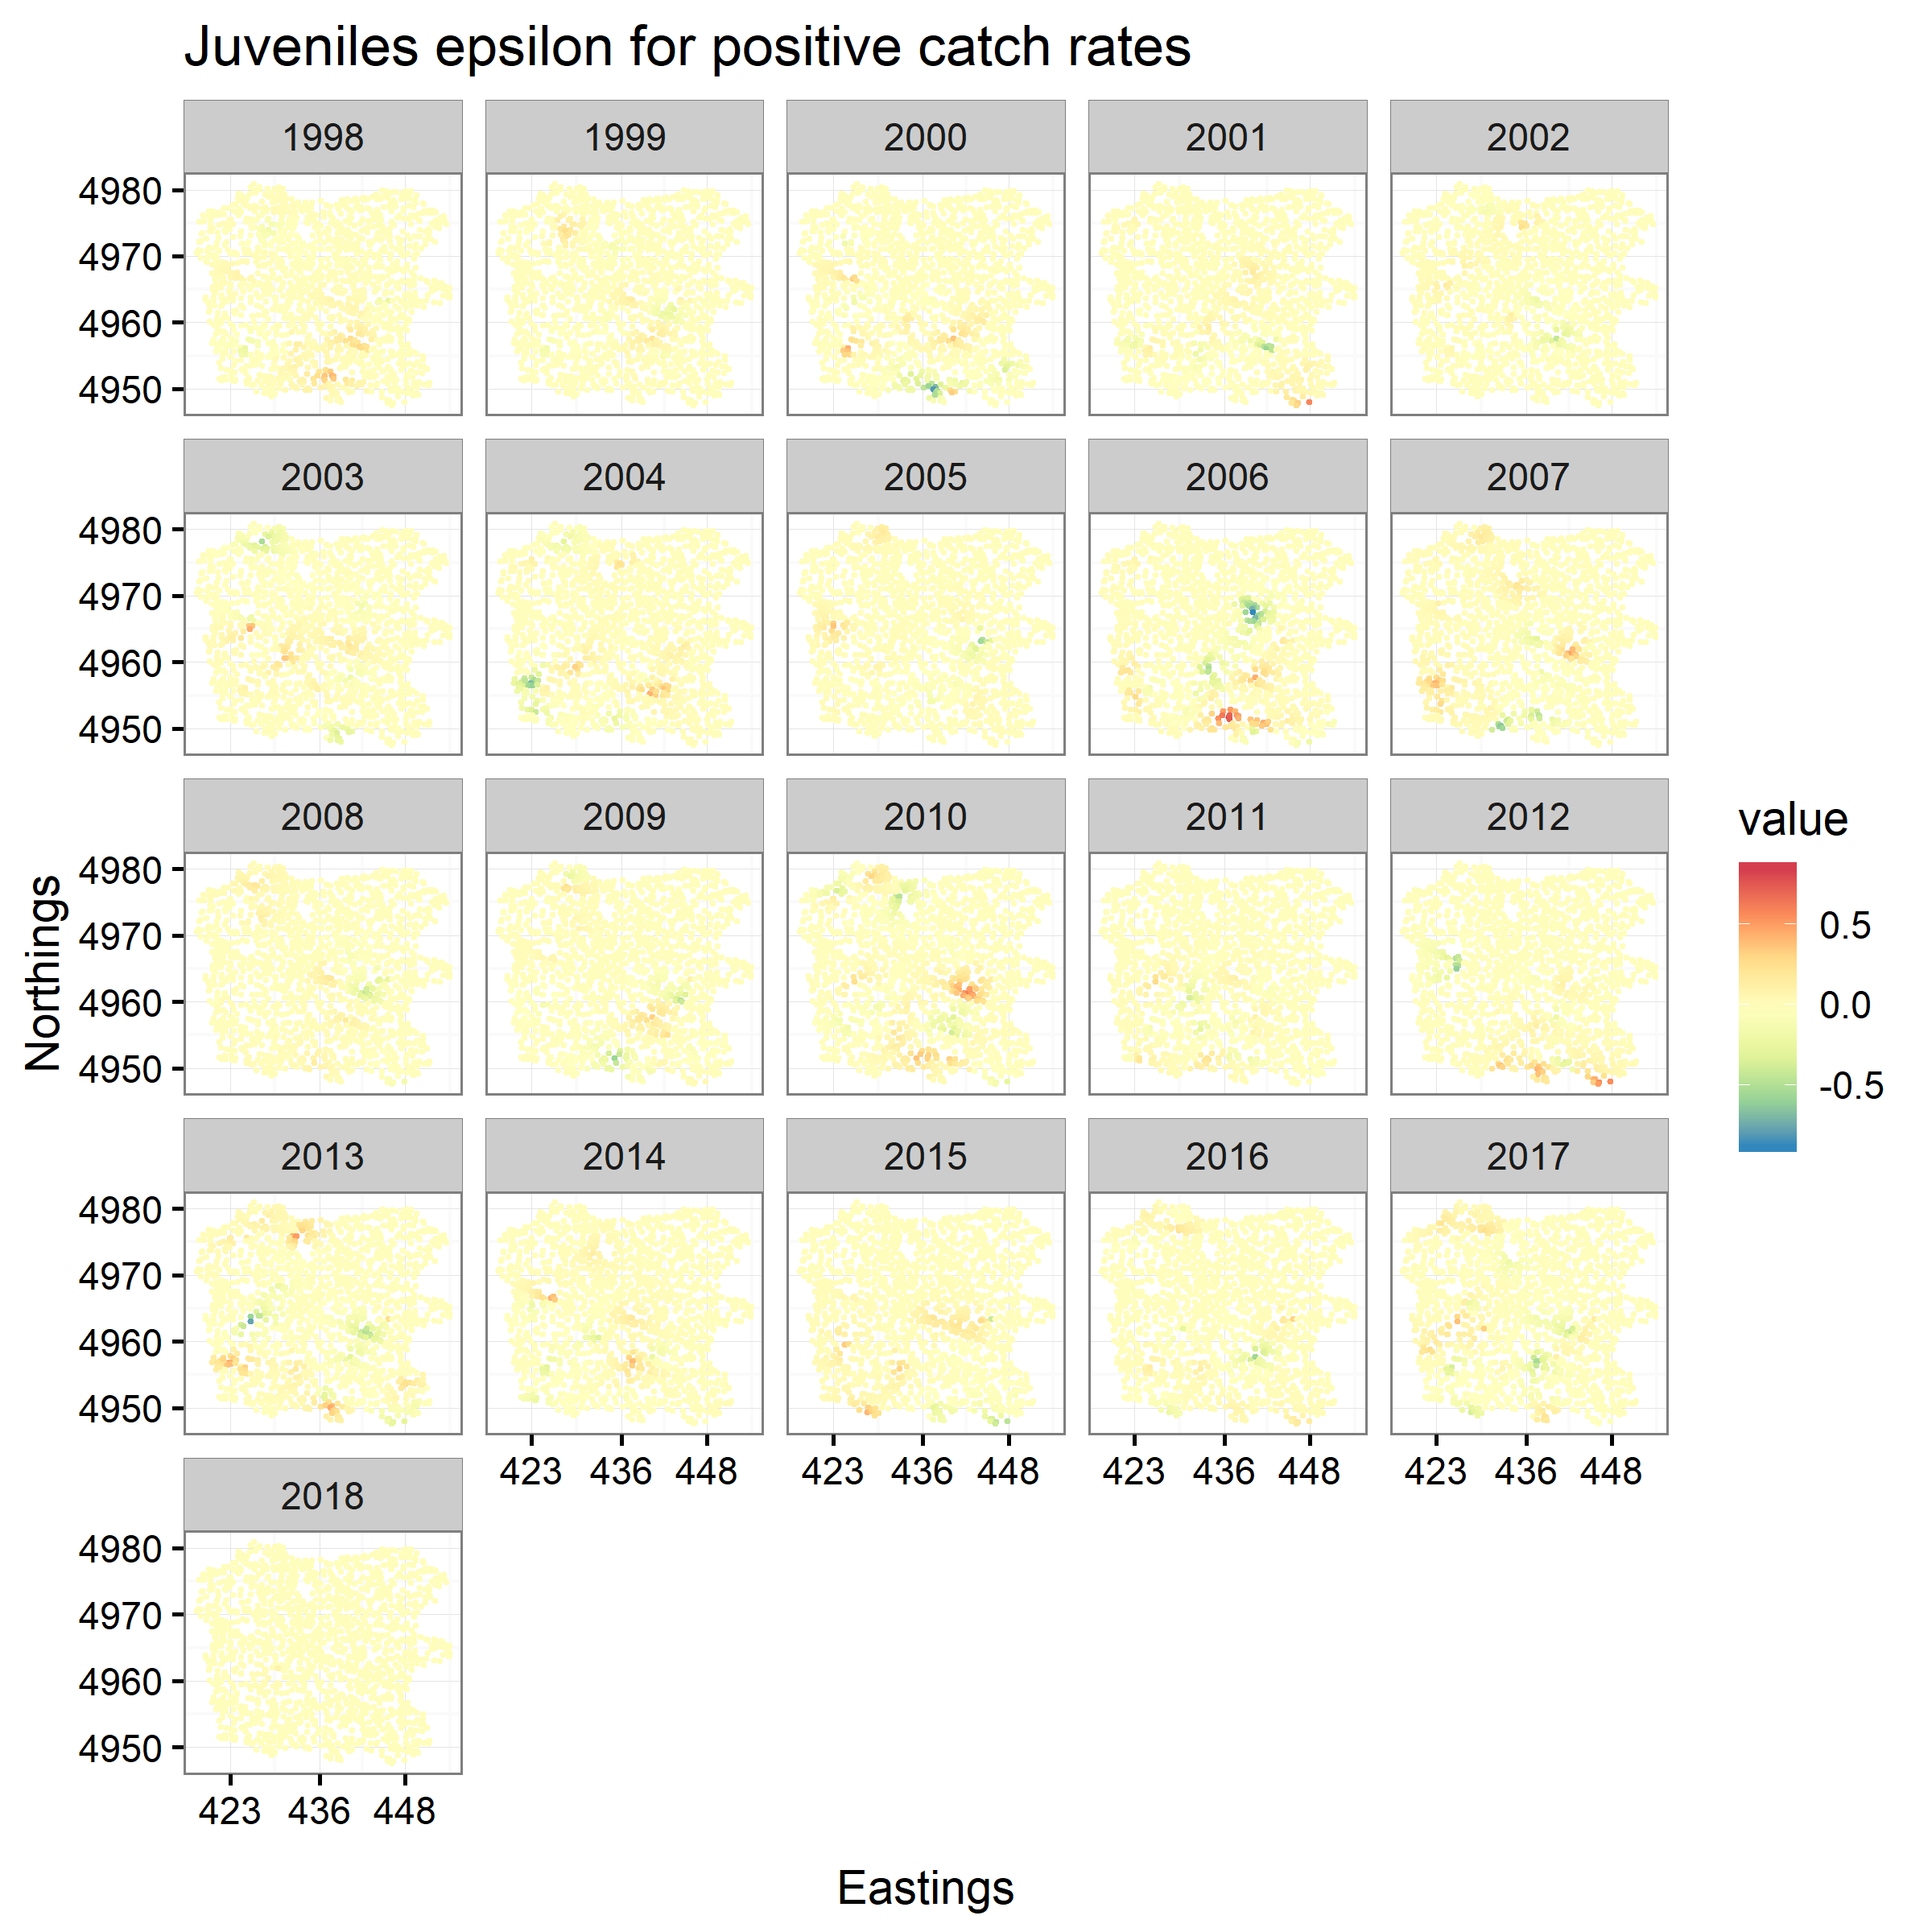 Juveniles epsilon for positive catch rates
1998 1999 2000 2001 2002
4980
4970
4960
4950
2003 2004 2005 2006 2007
4980
4970
4960
4950
2008 2009 2010 2011 2012
4980
4970
4960
4950
Northings
value
0.5
0.0
-0.5
2013 2014 2015 2016 2017
4980
4970
4960
4950
423 436 448 423 436 448 423 436 448 423 436 448
2018
4980
4970
4960
4950
423 436 448
Eastings